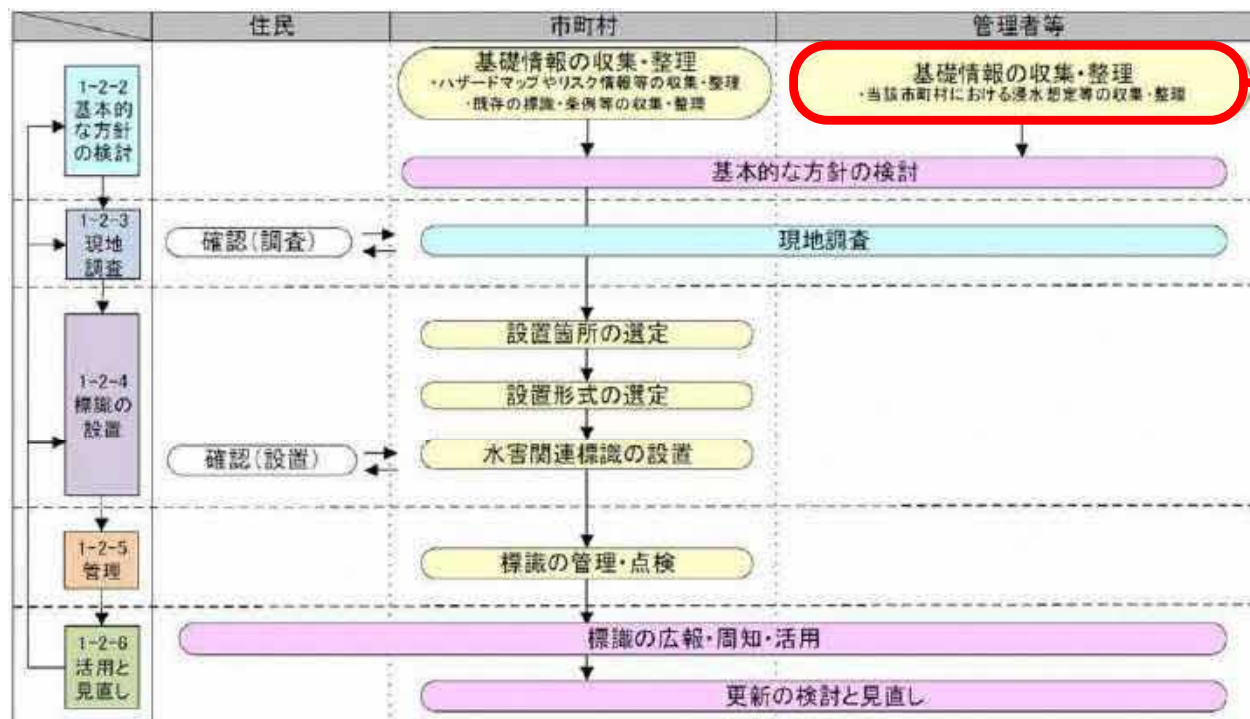 住民
市町村
管理者等
1-2-2
基本的
な方針
の検討
基礎情報の収集・整理
・ハザードマップやリスク情報等の収集・整理
・既存の標識・条例等の収集・整理
基礎情報の収集・整理
・当該市町村における浸水想定等の収集・整理
基本的な方針の検討
1-2-3
現地
調査
確認(調査)
現地調査
1-2-4
標識の
設置
設置箇所の選定
設置形式の選定
確認(設置)
水害関連標識の設置
1-2-5
管理
標識の管理・点検
1-2-6
活用と
見直し
標識の広報・周知・活用
更新の検討と見直し